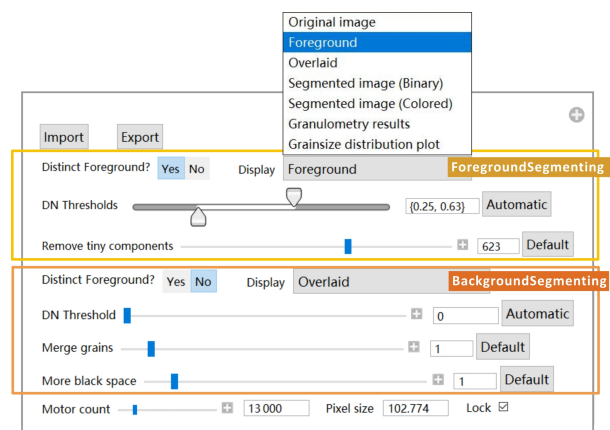 Original image
Foreground
Overlaid
Segmented image (Binary)
Segmented image (Colored)
Granulometry results
Grainsize distribution plot
Import Export
Distinct Foreground? Yes No Display Foreground ForegroundSegmenting
DN Thresholds {0.25, 0.63} Automatic
Remove tiny components 623 Default
Distinct Foreground? Yes No Display Overlaid BackgroundSegmenting
DN Threshold 0 Automatic
Merge grains 1 Default
More black space 1 Default
Motor count 13 000 Pixel size 102.774 Lock